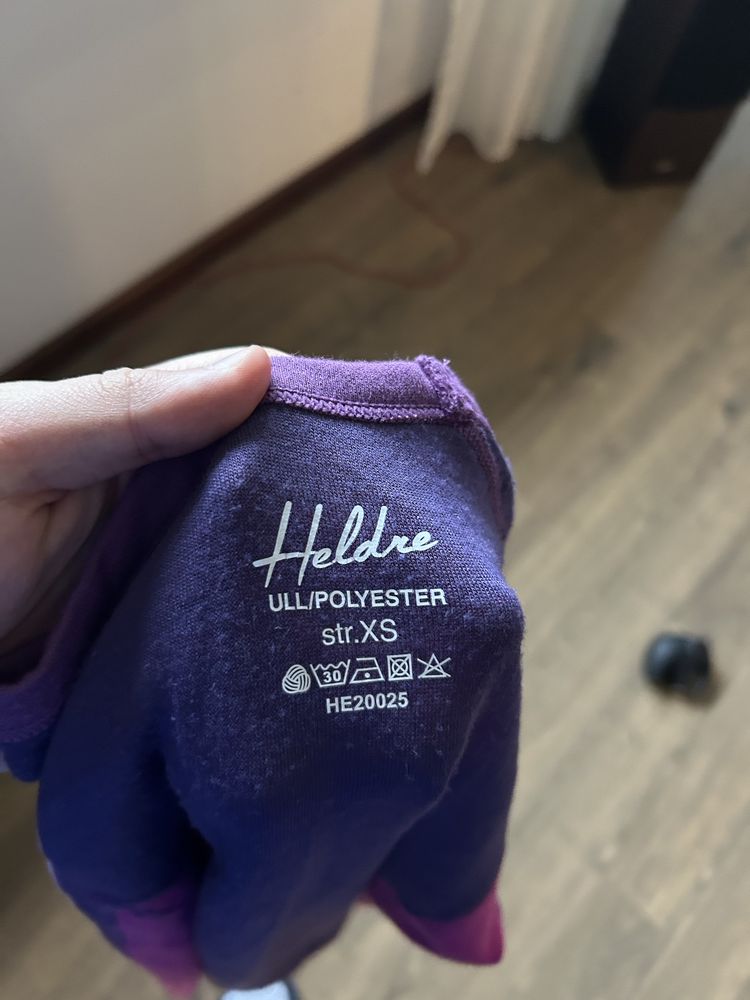 Heldre
ULL/POLYESTER
str.XS
30
HE20025